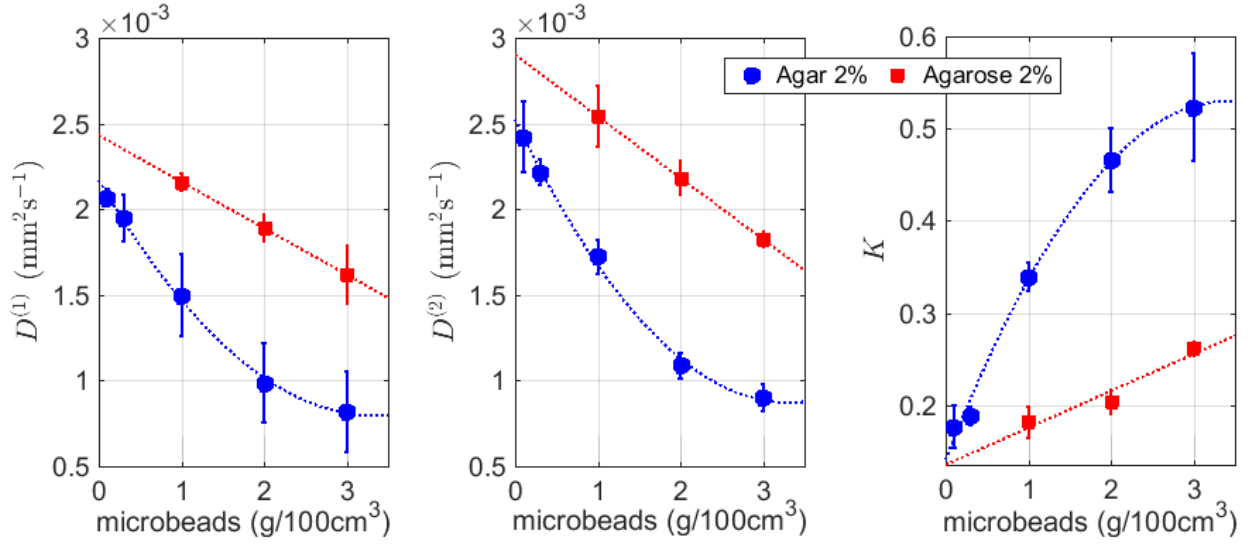 ×10⁻³
3
2.5
2
1.5
1
0.5
D⁽¹⁾ (mm²s⁻¹)
0 1 2 3
microbeads (g/100cm³)
×10⁻³
3
2.5
2
1.5
1
0.5
D⁽²⁾ (mm²s⁻¹)
0 1 2 3
microbeads (g/100cm³)
Agar 2% Agarose 2%
0.6
0.5
0.4
0.3
0.2
K
0 1 2 3
microbeads (g/100cm³)